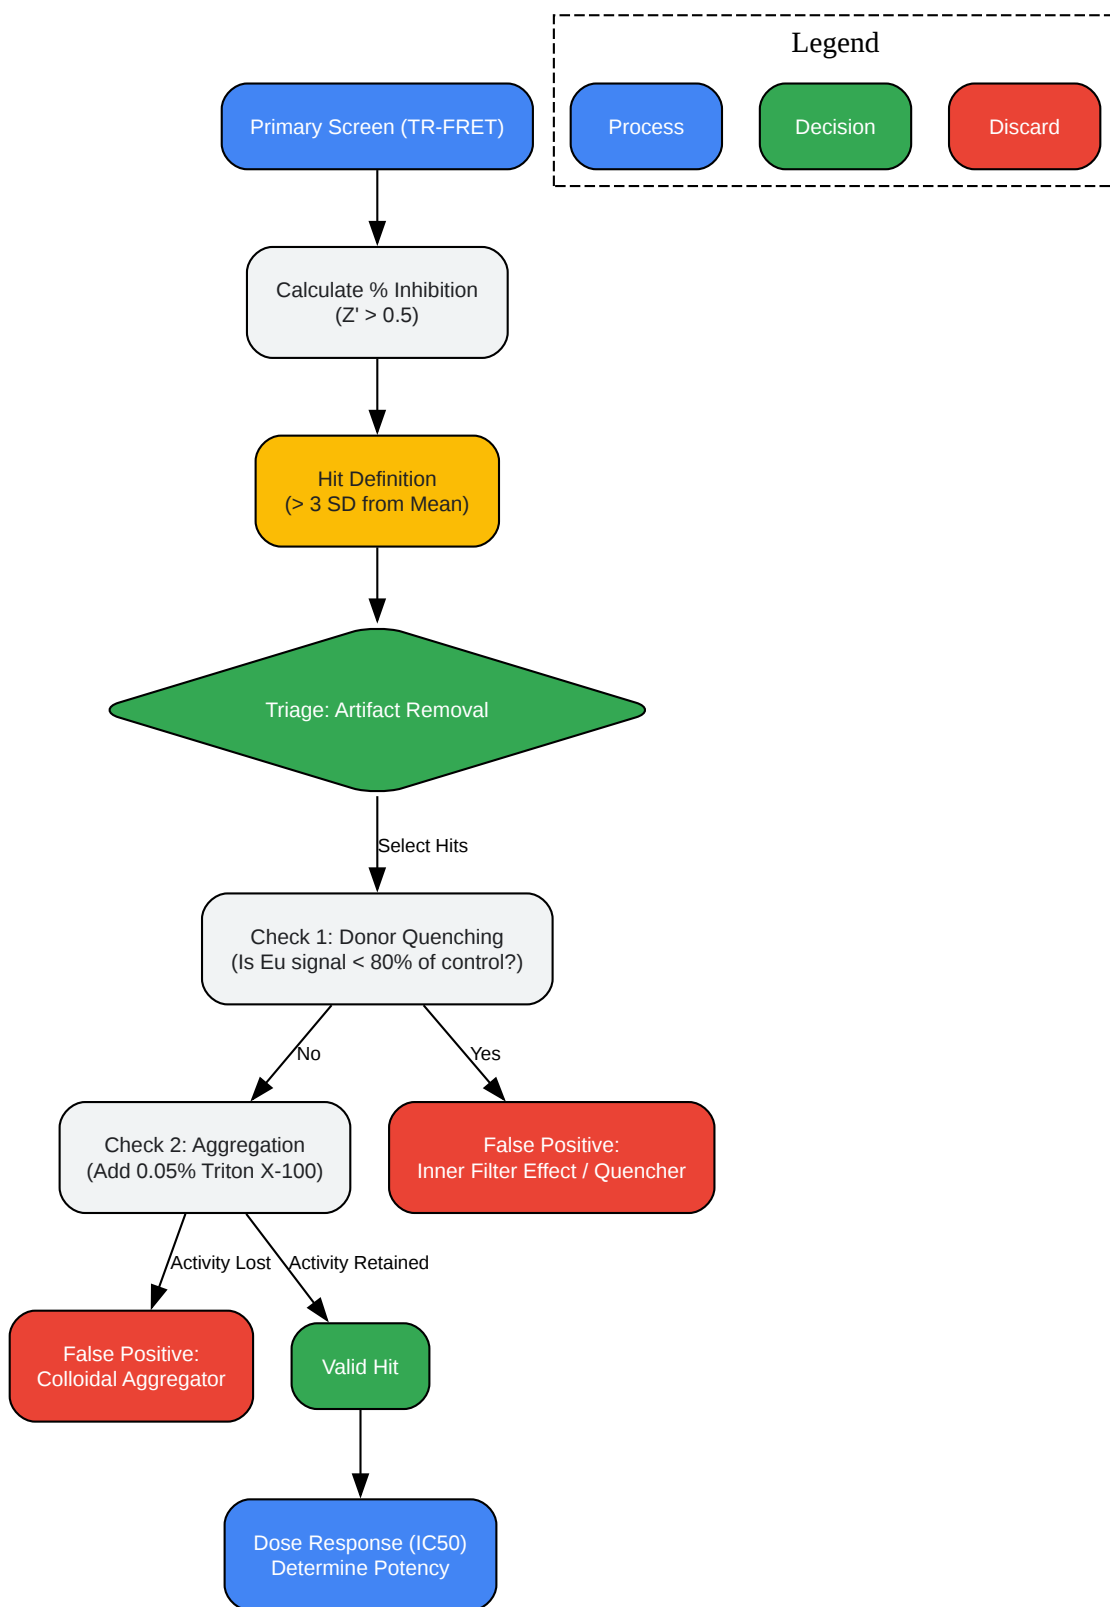 Legend
Process
Decision
Discard
Primary Screen (TR-FRET)
Calculate % Inhibition
(Z' > 0.5)
Hit Definition
(> 3 SD from Mean)
Triage: Artifact Removal
Select Hits
Check 1: Donor Quenching
(Is Eu signal < 80% of control?)
No
Yes
Check 2: Aggregation
(Add 0.05% Triton X-100)
False Positive:
Inner Filter Effect / Quencher
Activity Lost
Activity Retained
False Positive:
Colloidal Aggregator
Valid Hit
Dose Response (IC50)
Determine Potency